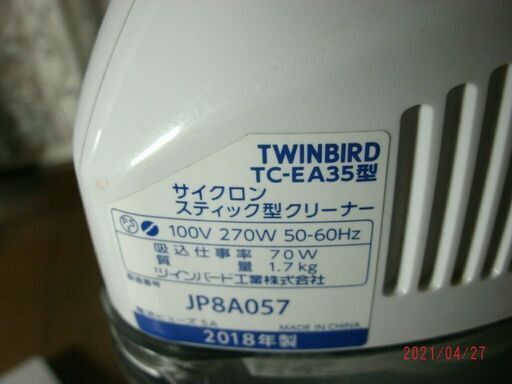 TWINBIRD
TC-EA35型
サイクロン
スティック型クリーナー
100V 270W 50-60Hz
吸込仕事率 70W
質量 1.7kg
ツインバード工業株式会社
JP8A057
MADE IN CHINA
2018年製
2021/04/27